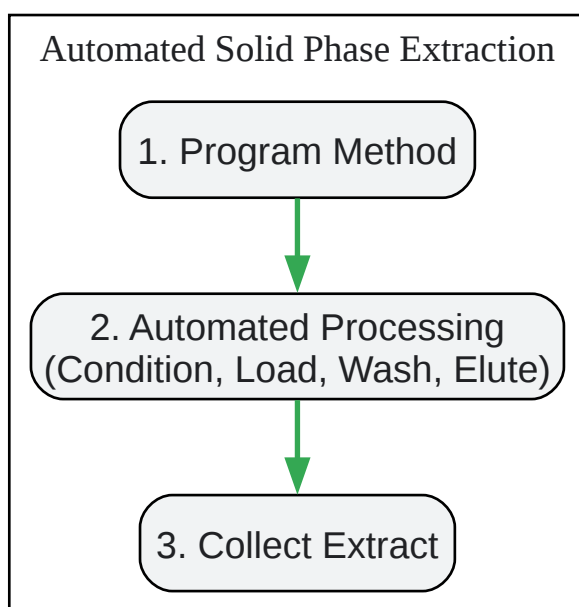 Automated Solid Phase Extraction
1. Program Method
2. Automated Processing
(Condition, Load, Wash, Elute)
3. Collect Extract